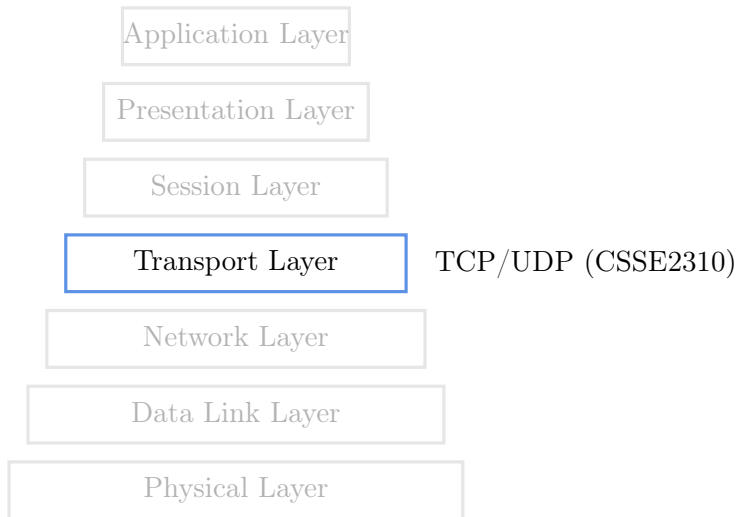 Application Layer
Presentation Layer
Session Layer
Transport Layer TCP/UDP (CSSE2310)
Network Layer
Data Link Layer
Physical Layer